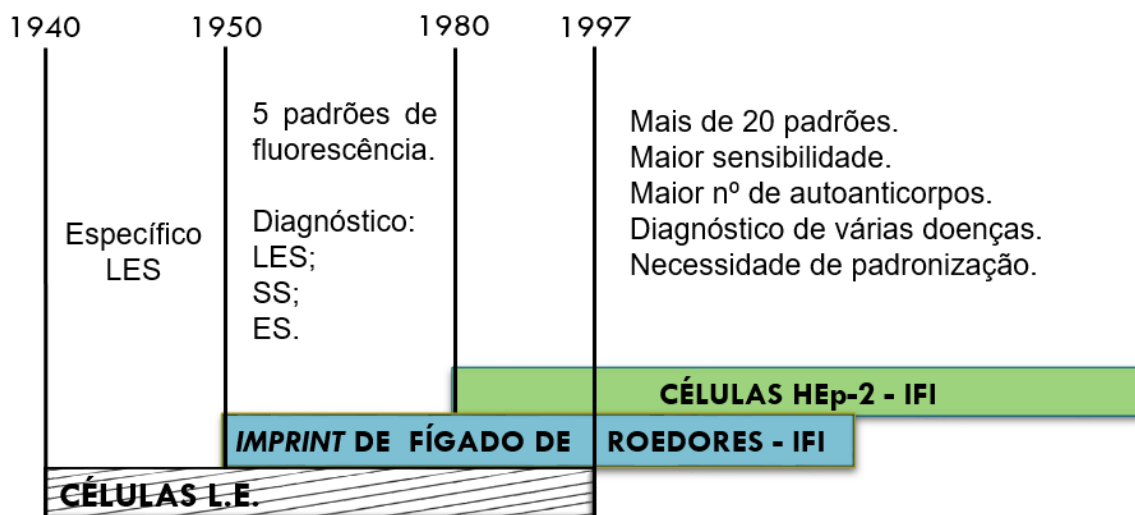 1940
1950
1980
1997
Específico
LES
5 padrões de
fluorescência.
Diagnóstico:
LES;
SS;
ES.
Mais de 20 padrões.
Maior sensibilidade.
Maior nº de autoanticorpos.
Diagnóstico de várias doenças.
Necessidade de padronização.
CÉLULAS HEp-2 - IFI
IMPRINT DE FÍGADO DE ROEDORES - IFI
CÉLULAS L.E.